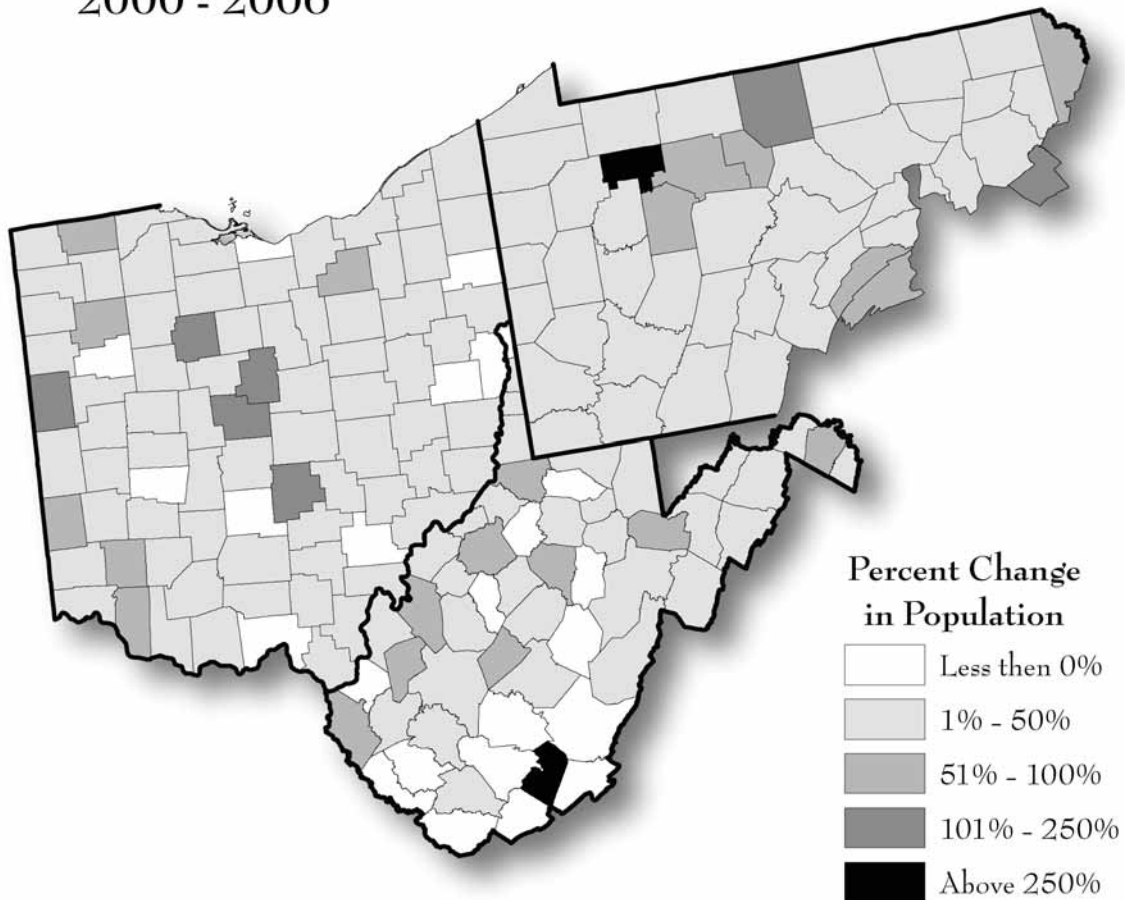 2000 - 2006
Percent Change
in Population
Less then 0%
1% - 50%
51% - 100%
101% - 250%
Above 250%